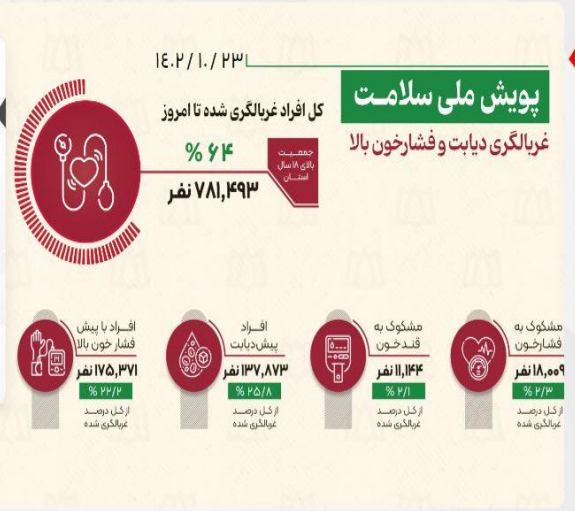 پویش ملی سلامت
غربالگری دیابت و فشارخون بالا
۱۴۰۲/۱۰/۲۳
کل افراد غربالگری شده تا امروز
جمعیت
بالای ۱۸ سال
استان
% ۶۴
۷۸۱,۴۹۳ نفر
مشکوک به
فشارخون
۱۸,۰۰۹ نفر
% ۲/۳
از کل درصد
غربالگری شده
مشکوک به
قندخون
۱۱,۱۴۴ نفر
% ۲/۱
از کل درصد
غربالگری شده
افراد
پیش‌دیابت
۱۳۷,۸۷۳ نفر
% ۲۵/۸
از کل درصد
غربالگری شده
افراد با پیش
فشار خون بالا
۱۷۵,۳۷۱ نفر
% ۲۲/۲
از کل درصد
غربالگری شده